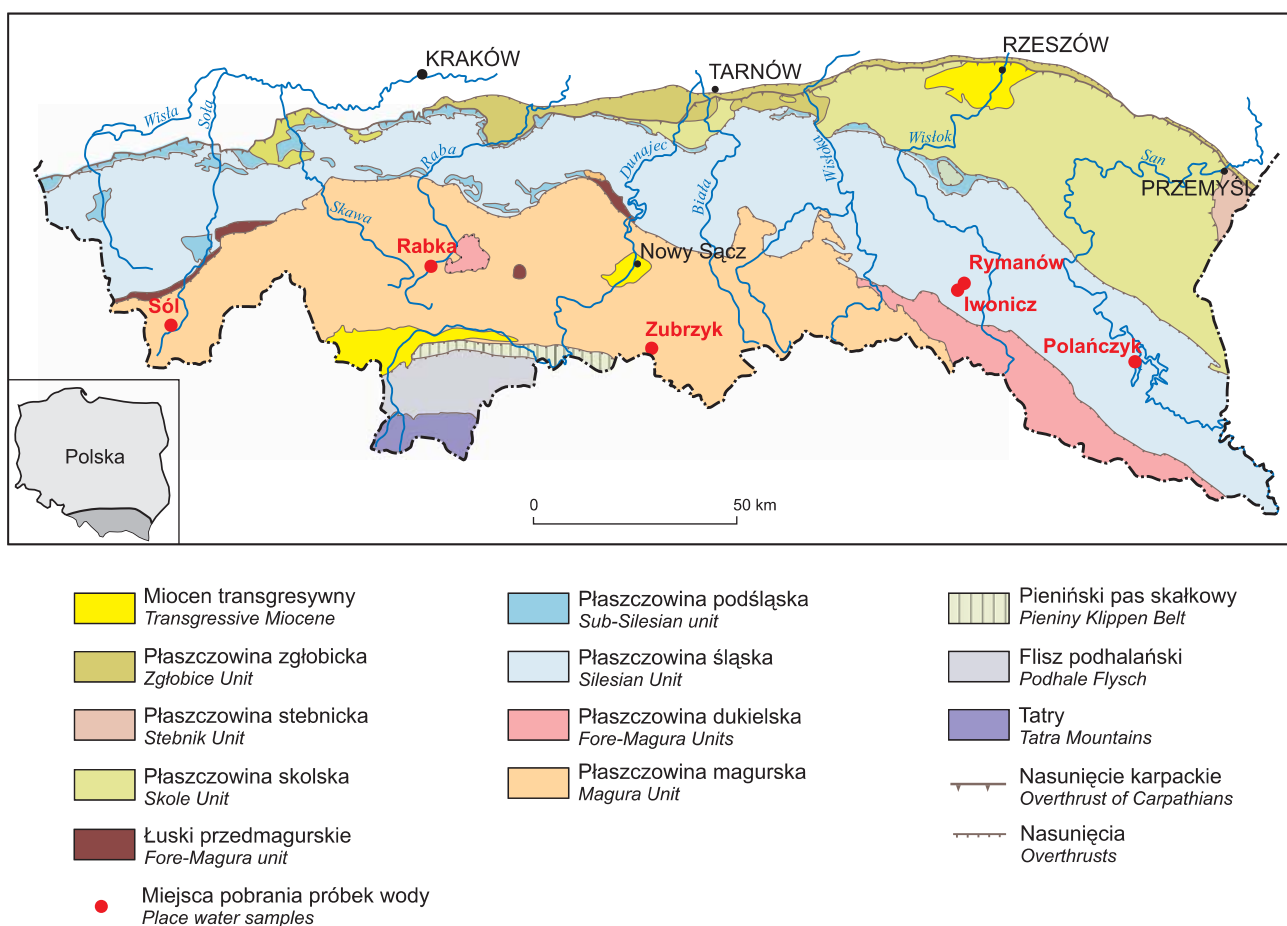 KRAKÓW
RZESZÓW
TARNÓW
Wisła
Soła
Raba
Dunajec
Wisłoka
Wisłok
San
PRZEMYŚL
Biała
Skawa
Rabka
Nowy Sącz
Rymanów
Iwonicz
Sól
Zubrzyk
Polańczyk
Polska
0 50 km
Miocen transgresywny
Transgressive Miocene
Płaszczowina zgłobicka
Zgłobice Unit
Płaszczowina stebnicka
Stebnik Unit
Płaszczowina skolska
Skole Unit
Łuski przedmagurskie
Fore-Magura unit
Miejsca pobrania próbek wody
Place water samples
Płaszczowina podśląska
Sub-Silesian unit
Płaszczowina śląska
Silesian Unit
Płaszczowina dukielska
Fore-Magura Units
Płaszczowina magurska
Magura Unit
Pieniński pas skałkowy
Pieniny Klippen Belt
Flisz podhalański
Podhale Flysch
Tatry
Tatra Mountains
Nasunięcie karpackie
Overthrust of Carpathians
Nasunięcia
Overthrusts